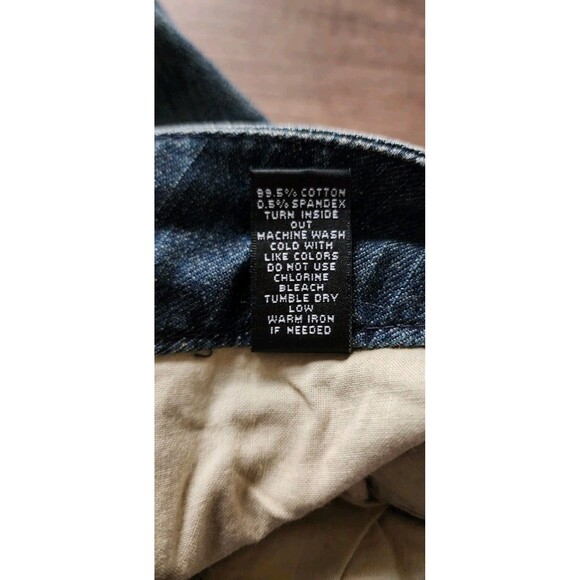 99.5% COTTON
0.5% SPANDEX
TURN INSIDE
OUT
MACHINE WASH
COLD WITH
LIKE COLORS
DO NOT USE
CHLORINE
BLEACH
TUMBLE DRY
LOW
WARM IRON
IF NEEDED